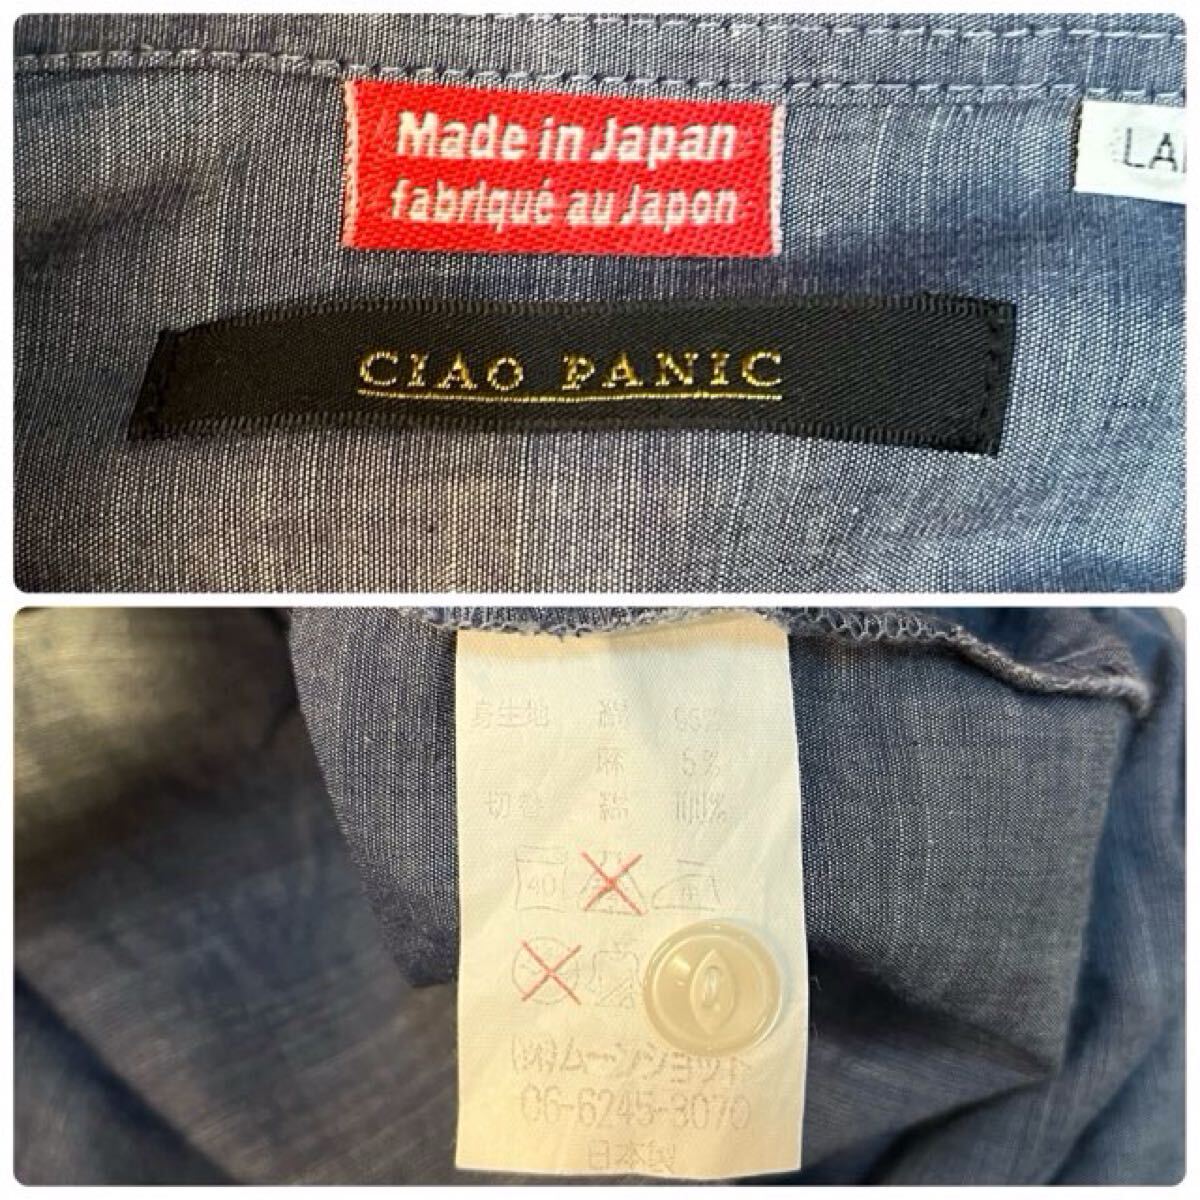 Made in Japan
fabriqué au Japon
LA
CIAO PANIC
身生地 綿
麻 5%
切替 綿 100%
40
(株)ムーンショット
06-6245-3070
日本製